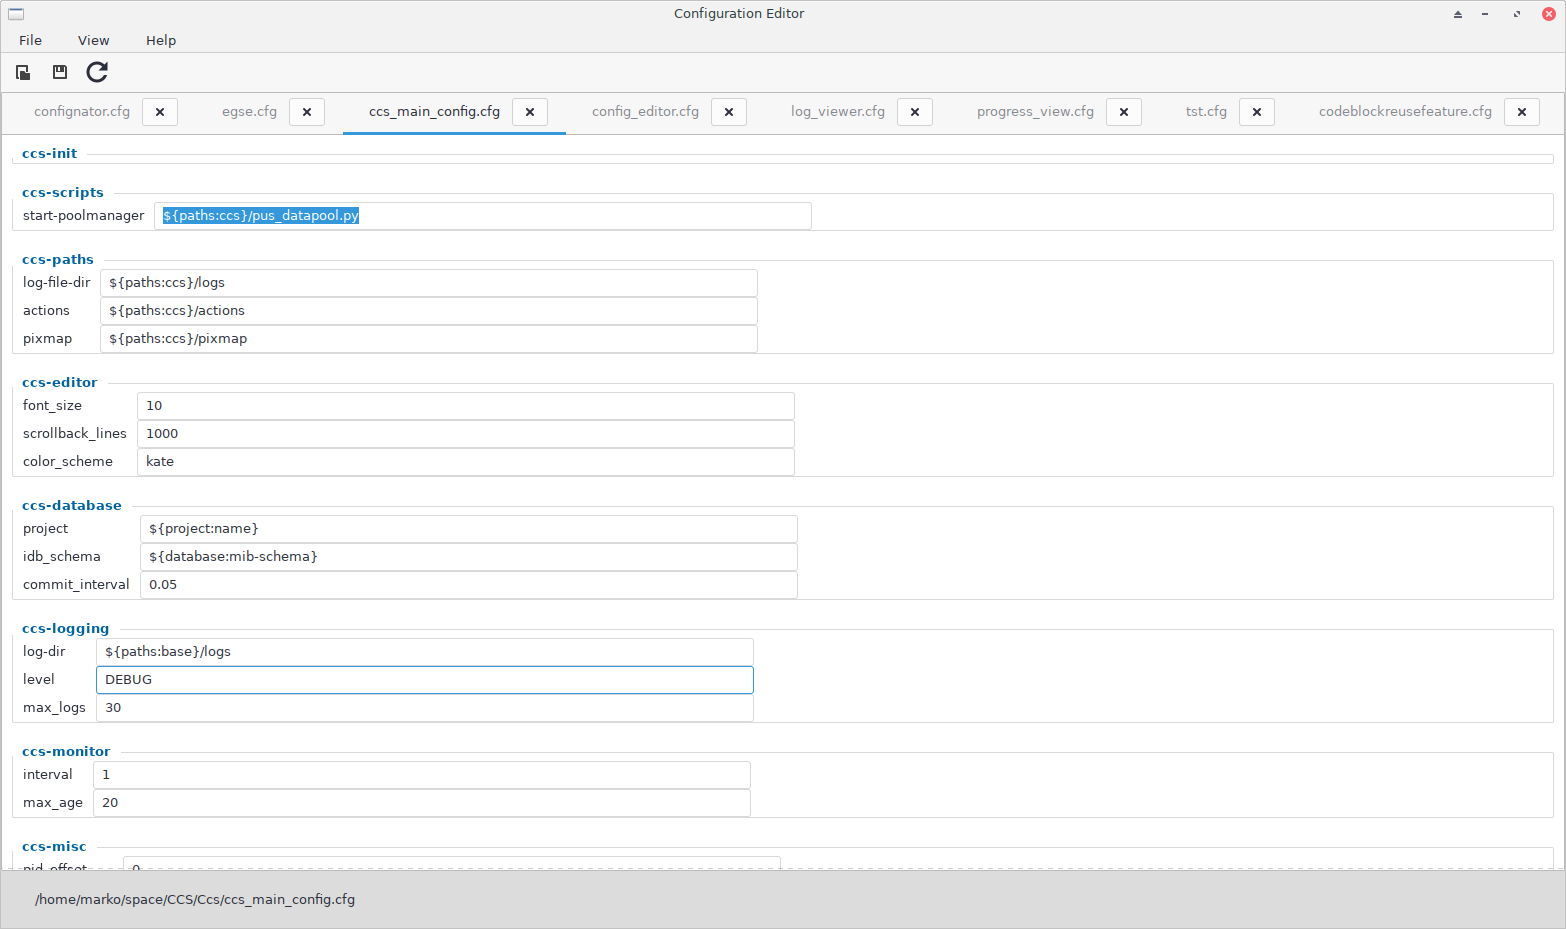 Configuration Editor
File View Help
confignator.cfg egse.cfg ccs_main_config.cfg config_editor.cfg log_viewer.cfg progress_view.cfg tst.cfg codeblockreusefeature.cfg
ccs-init
ccs-scripts
start-poolmanager ${paths:ccs}/pus_datapool.py
ccs-paths
log-file-dir ${paths:ccs}/logs
actions ${paths:ccs}/actions
pixmap ${paths:ccs}/pixmap
ccs-editor
font_size 10
scrollback_lines 1000
color_scheme kate
ccs-database
project ${project:name}
idb_schema ${database:mib-schema}
commit_interval 0.05
ccs-logging
log-dir ${paths:base}/logs
level DEBUG
max_logs 30
ccs-monitor
interval 1
max_age 20
ccs-misc
pid_offset 0
/home/marko/space/CCS/Ccs/ccs_main_config.cfg